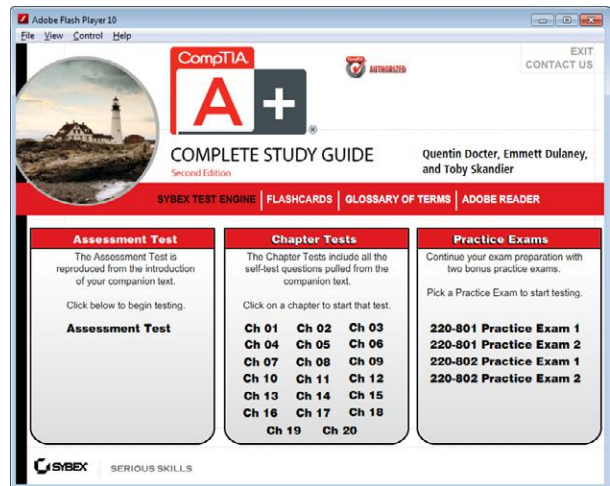 Adobe Flash Player 10
File View Control Help
EXIT
CONTACT US
CompTIA
A+
®
AUTHORIZED
COMPLETE STUDY GUIDE
Second Edition
Quentin Docter, Emmett Dulaney,
and Toby Skandier
SYBEX TEST ENGINE | FLASHCARDS | GLOSSARY OF TERMS | ADOBE READER
Assessment Test
The Assessment Test is
reproduced from the introduction
of your companion text.
Click below to begin testing.
Assessment Test
Chapter Tests
The Chapter Tests include all the
self-test questions pulled from the
companion text.
Click on a chapter to start that test.
Ch 01 Ch 02 Ch 03
Ch 04 Ch 05 Ch 06
Ch 07 Ch 08 Ch 09
Ch 10 Ch 11 Ch 12
Ch 13 Ch 14 Ch 15
Ch 16 Ch 17 Ch 18
Ch 19 Ch 20
Practice Exams
Continue your exam preparation with
two bonus practice exams.
Pick a Practice Exam to start testing.
220-801 Practice Exam 1
220-801 Practice Exam 2
220-802 Practice Exam 1
220-802 Practice Exam 2
SYBEX SERIOUS SKILLS